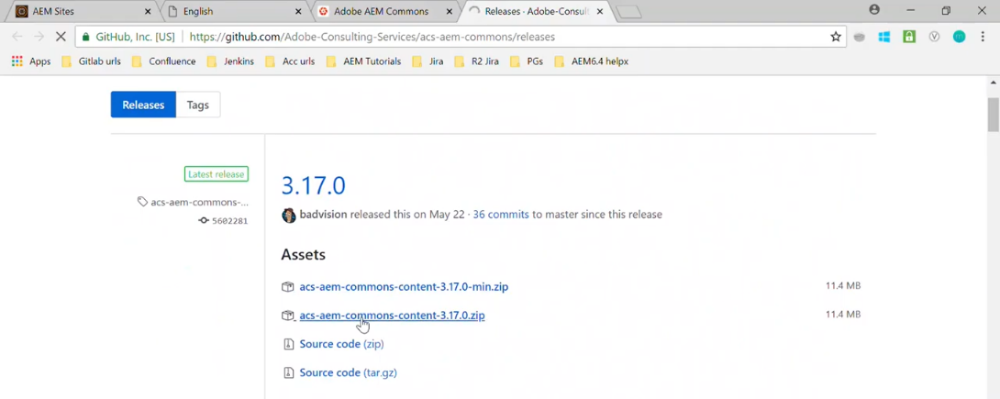 AEM Sites English Adobe AEM Commons Releases · Adobe-Consul
GitHub, Inc. [US] https://github.com/Adobe-Consulting-Services/acs-aem-commons/releases
Apps Gitlab urls Confluence Jenkins Acc urls AEM Tutorials Jira R2 Jira PGs AEM6.4 helpx
Releases Tags
Latest release
acs-aem-commons-...
5602281
3.17.0
badvision released this on May 22 · 36 commits to master since this release
Assets
acs-aem-commons-content-3.17.0-min.zip 11.4 MB
acs-aem-commons-content-3.17.0.zip 11.4 MB
Source code (zip)
Source code (tar.gz)